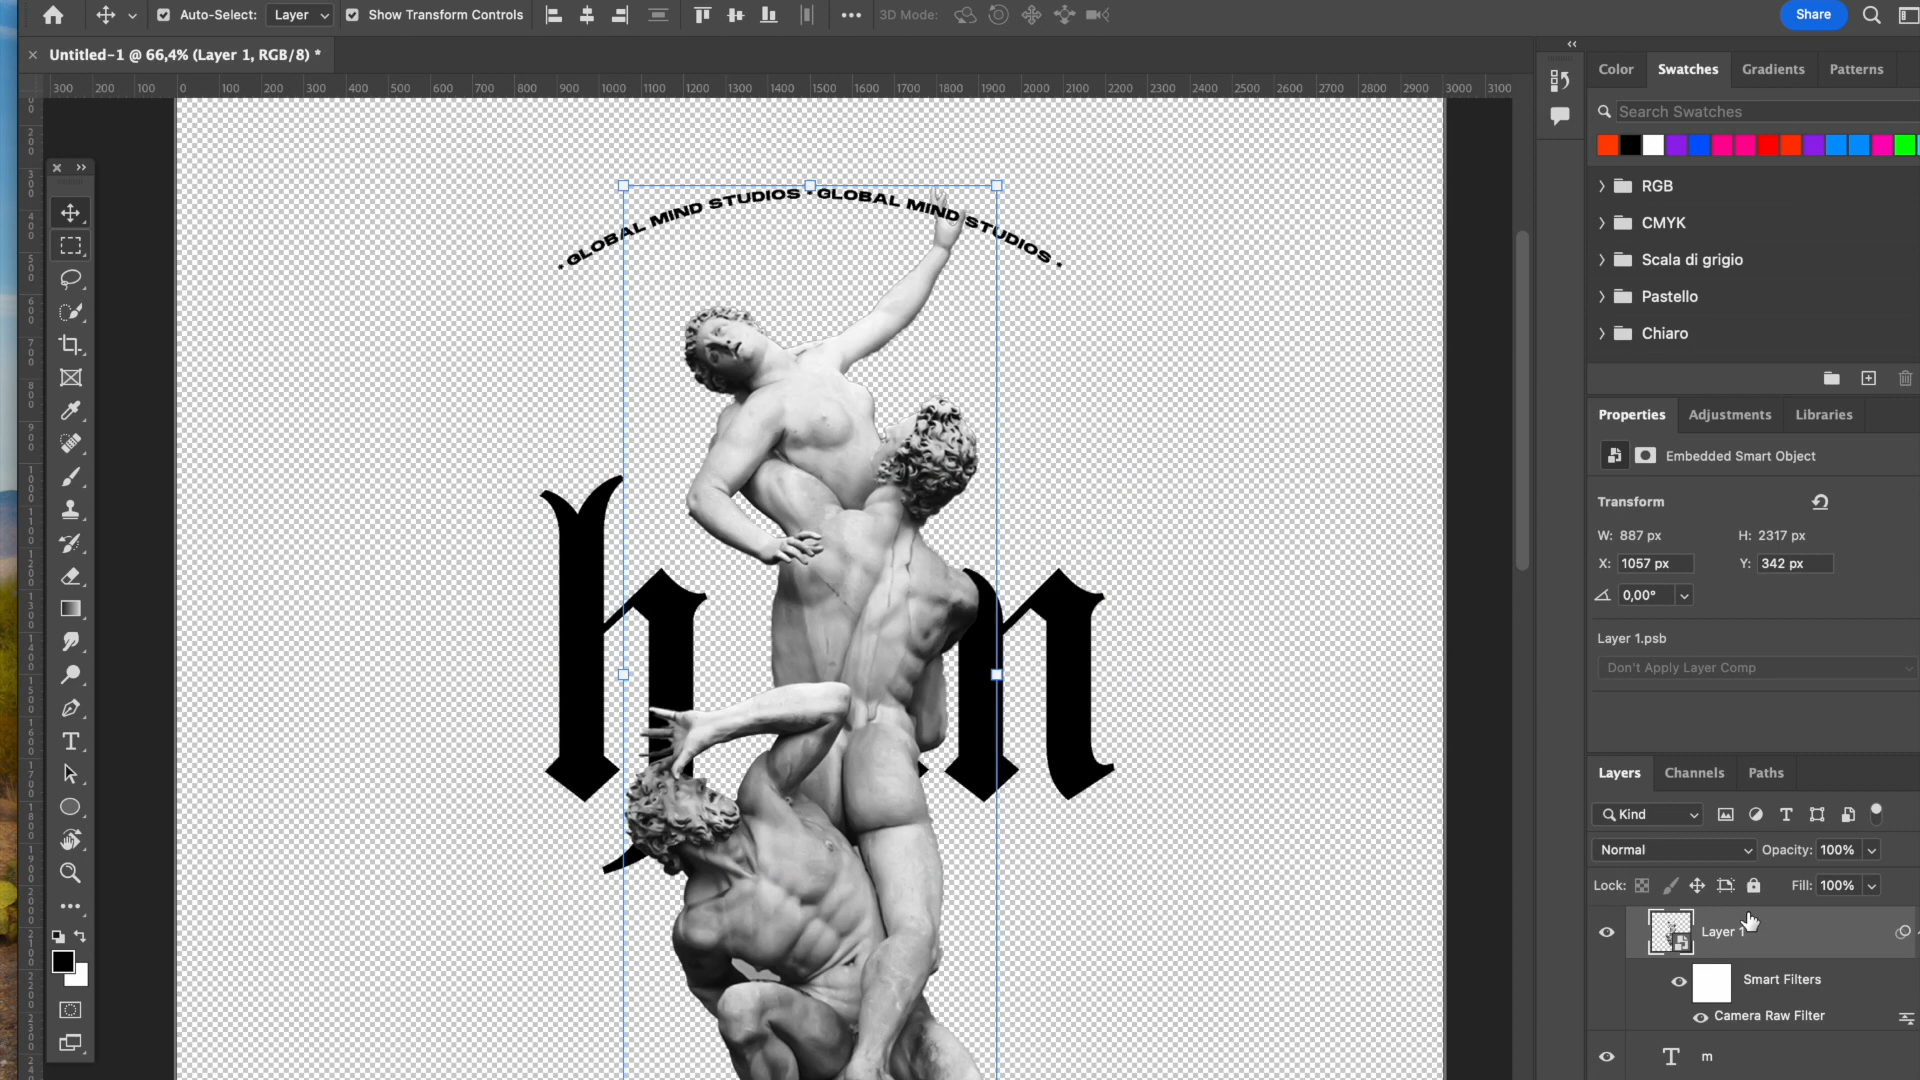 Auto-Select: Layer Show Transform Controls 3D Mode: Share
Untitled-1 @ 66,4% (Layer 1, RGB/8) *
300 200 100 0 100 200 300 400 500 600 700 800 900 1000 1100 1200 1300 1400 1500 1600 1700 1800 1900 2000 2100 2200 2300 2400 2500 2600 2700 2800 2900 3000 3100
Color Swatches Gradients Patterns
Search Swatches
RGB
CMYK
Scala di grigio
Pastello
Chiaro
• GLOBAL MIND STUDIOS • GLOBAL MIND STUDIOS •
h n
Properties Adjustments Libraries
Embedded Smart Object
Transform
W: 887 px H: 2317 px
X: 1057 px Y: 342 px
0,00°
Layer 1.psb
Don't Apply Layer Comp
Layers Channels Paths
Kind
Normal Opacity: 100%
Lock: Fill: 100%
Layer 1
Smart Filters
Camera Raw Filter
m